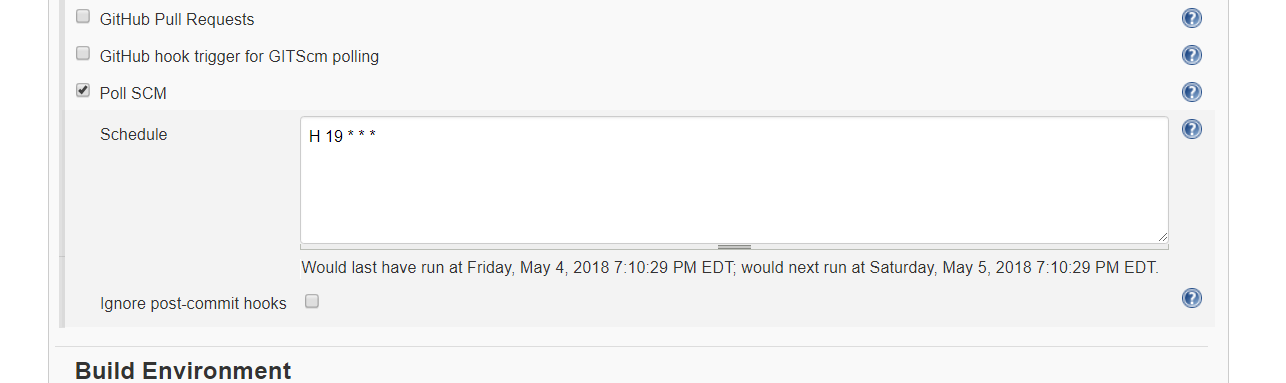 GitHub Pull Requests
GitHub hook trigger for GITScm polling
Poll SCM
Schedule
H 19 * * *
Would last have run at Friday, May 4, 2018 7:10:29 PM EDT; would next run at Saturday, May 5, 2018 7:10:29 PM EDT.
Ignore post-commit hooks
Build Environment